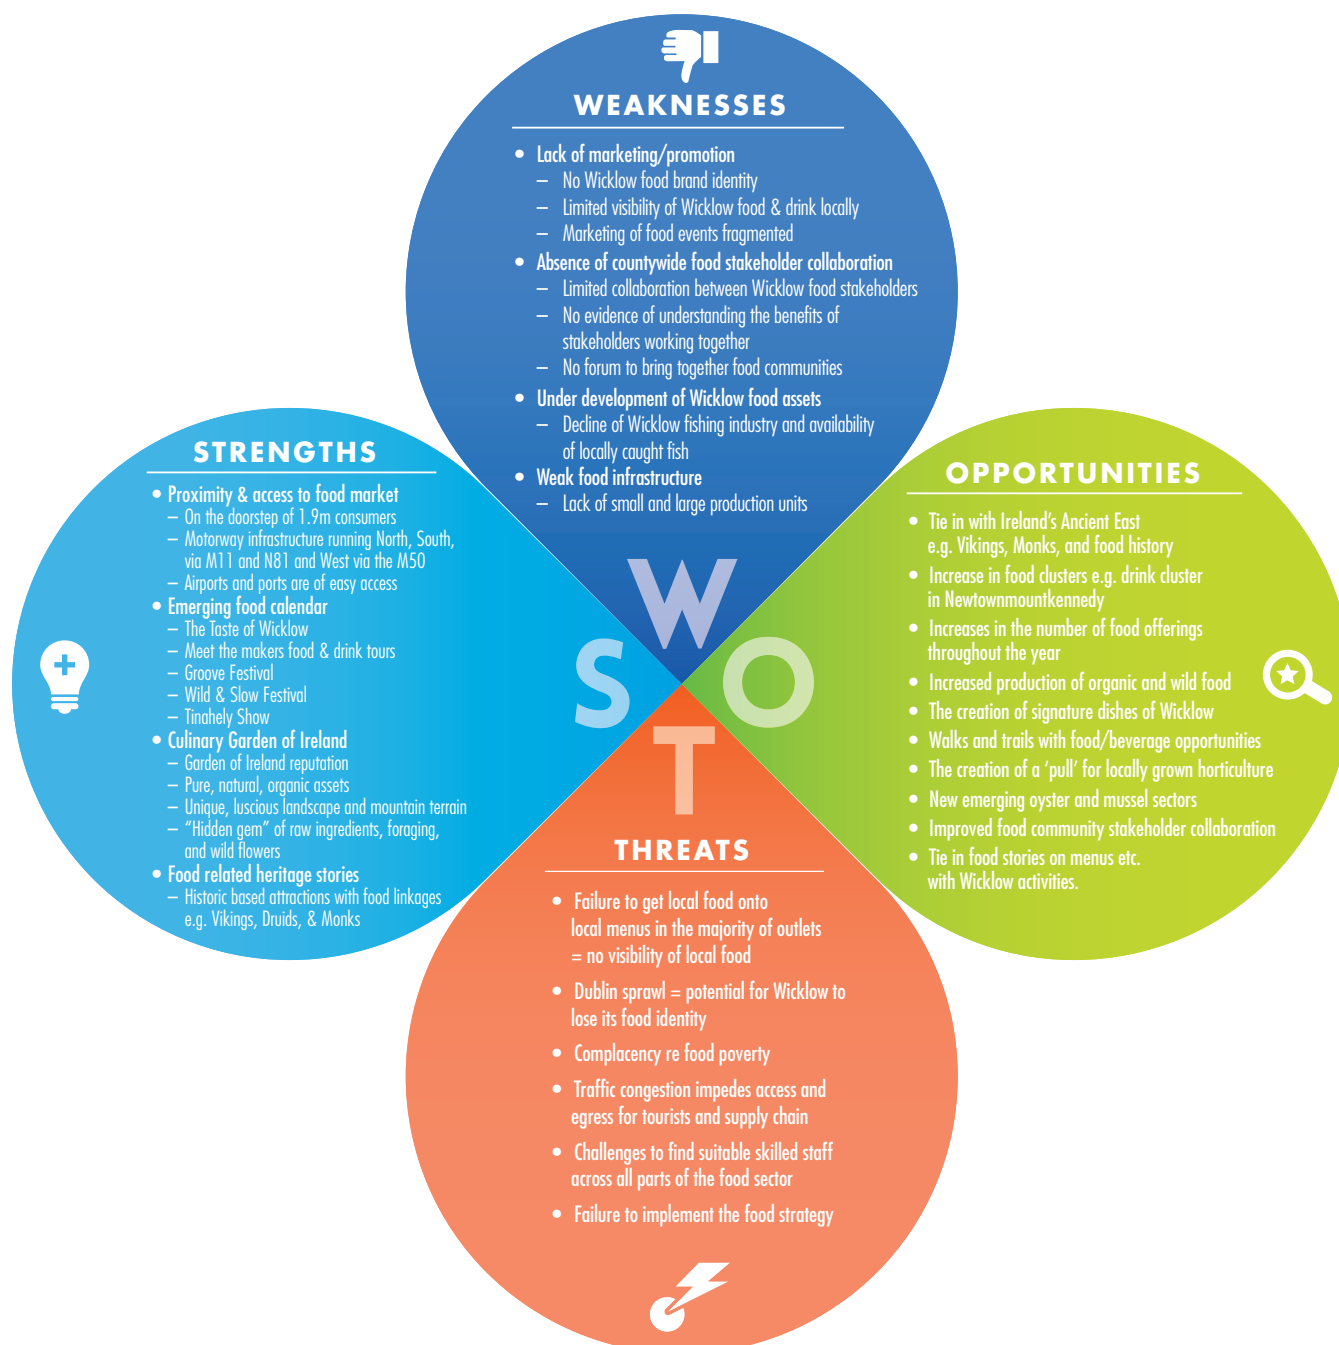 WEAKNESSES
• Lack of marketing/promotion
– No Wicklow food brand identity
– Limited visibility of Wicklow food & drink locally
– Marketing of food events fragmented
• Absence of countywide food stakeholder collaboration
– Limited collaboration between Wicklow food stakeholders
– No evidence of understanding the benefits of
stakeholders working together
– No forum to bring together food communities
• Under development of Wicklow food assets
– Decline of Wicklow fishing industry and availability
of locally caught fish
• Weak food infrastructure
– Lack of small and large production units
STRENGTHS
• Proximity & access to food market
– On the doorstep of 1.9m consumers
– Motorway infrastructure running North, South,
via M11 and N81 and West via the M50
– Airports and ports are of easy access
• Emerging food calendar
– The Taste of Wicklow
– Meet the makers food & drink tours
– Groove Festival
– Wild & Slow Festival
– Tinahely Show
• Culinary Garden of Ireland
– Garden of Ireland reputation
– Pure, natural, organic assets
– Unique, luscious landscape and mountain terrain
– “Hidden gem” of raw ingredients, foraging,
and wild flowers
• Food related heritage stories
– Historic based attractions with food linkages
e.g. Vikings, Druids, & Monks
W
S
O
T
OPPORTUNITIES
• Tie in with Ireland’s Ancient East
e.g. Vikings, Monks, and food history
• Increase in food clusters e.g. drink cluster
in Newtownmountkennedy
• Increases in the number of food offerings
throughout the year
• Increased production of organic and wild food
• The creation of signature dishes of Wicklow
• Walks and trails with food/beverage opportunities
• The creation of a ‘pull’ for locally grown horticulture
• New emerging oyster and mussel sectors
• Improved food community stakeholder collaboration
• Tie in food stories on menus etc.
with Wicklow activities.
THREATS
• Failure to get local food onto
local menus in the majority of outlets
= no visibility of local food
• Dublin sprawl = potential for Wicklow to
lose its food identity
• Complacency re food poverty
• Traffic congestion impedes access and
egress for tourists and supply chain
• Challenges to find suitable skilled staff
across all parts of the food sector
• Failure to implement the food strategy